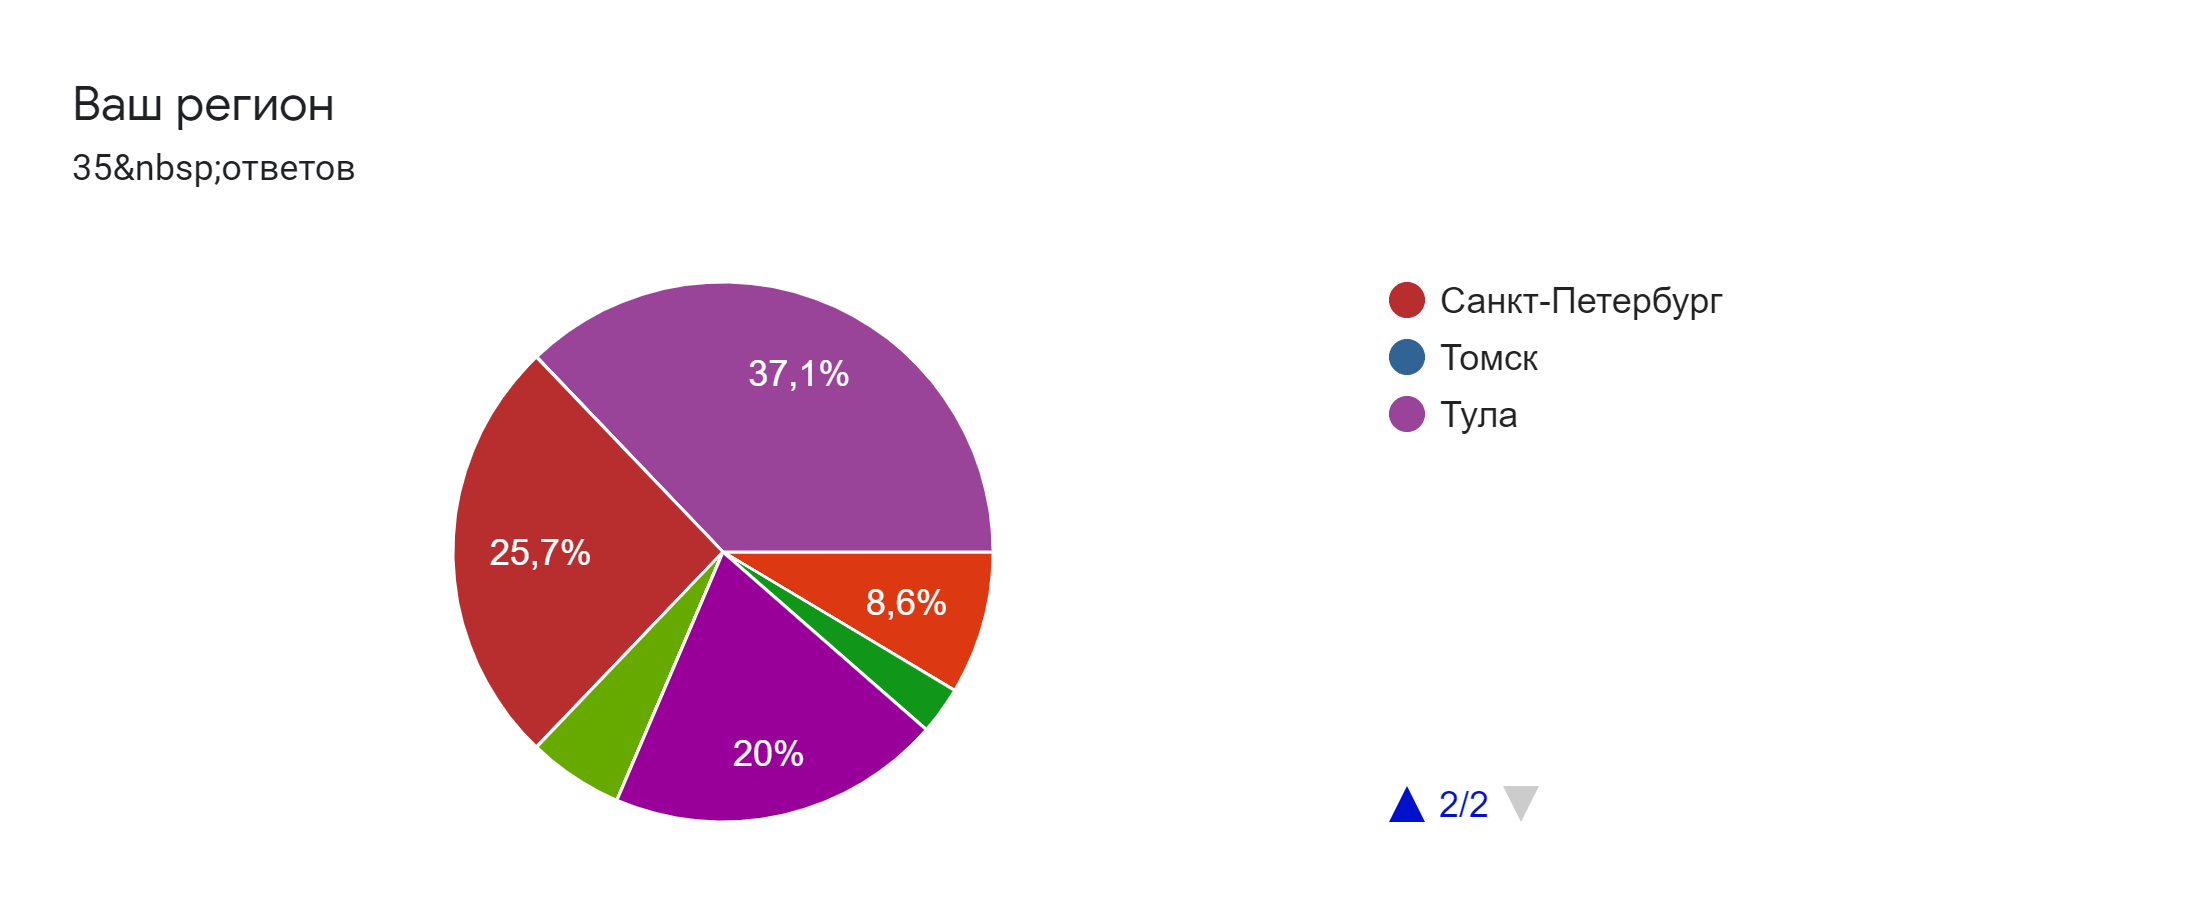 Ваш регион
35&nbsp;ответов
37,1%
25,7%
8,6%
20%
Санкт-Петербург
Томск
Тула
2/2